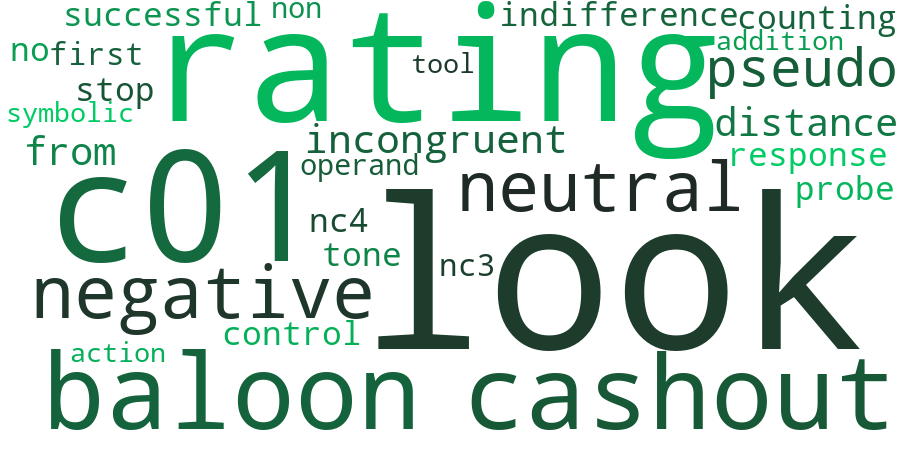 successful
non
indifference
counting
no
first
rating
addition
tool
pseudo
stop
symbolic
distance
from
incongruent
response
operand
c01
neutral
probe
look
nc4
tone
nc3
negative
control
action
baloon
cashout